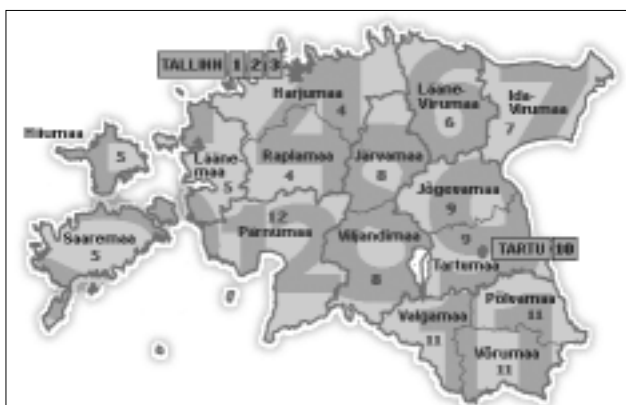 TALLINN 1 2 3
Harjumaa
4
Lääne-
Virumaa
6
Ida-
Virumaa
7
Hiiumaa
5
Lääne
maa
5
Raplamaa
4
Järvamaa
8
Jõgevamaa
9
Saaremaa
5
12
Pärnumaa
Viljandimaa
8
9
Tartumaa
TARTU 10
Valgamaa
11
Põlvamaa
11
Võrumaa
11